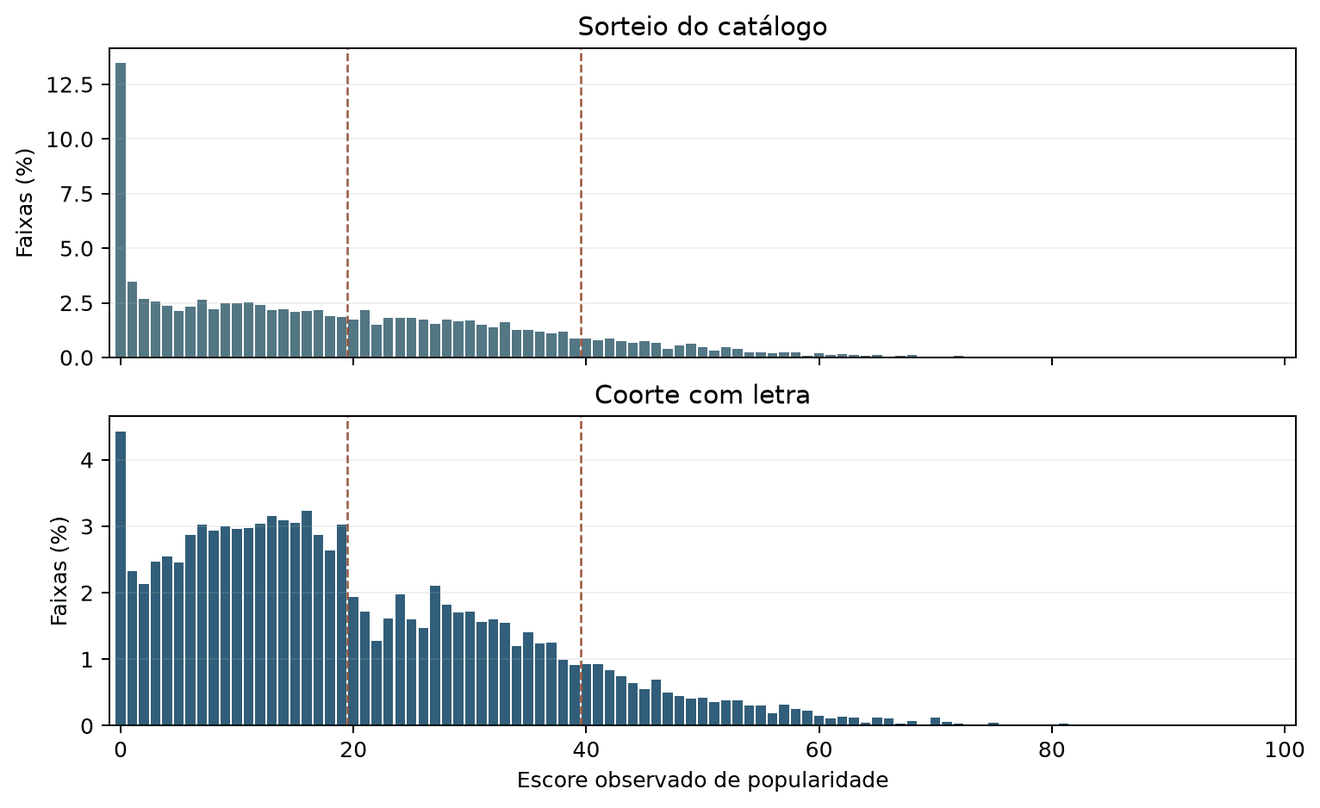 Sorteio do catálogo
Faixas (%)
12.5
10.0
7.5
5.0
2.5
0.0
Coorte com letra
Faixas (%)
4
3
2
1
0
0 20 40 60 80 100
Escore observado de popularidade